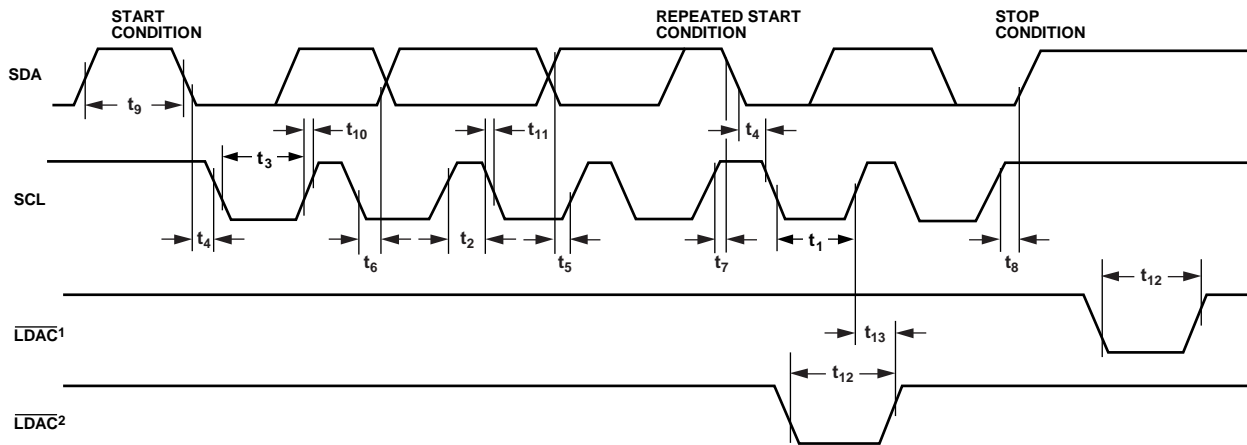 START
CONDITION
REPEATED START
CONDITION
STOP
CONDITION
SDA
t9
t10
t11
t4
t3
SCL
t4
t6
t2
t5
t7
t1
t8
t12
LDAC1
t13
t12
LDAC2